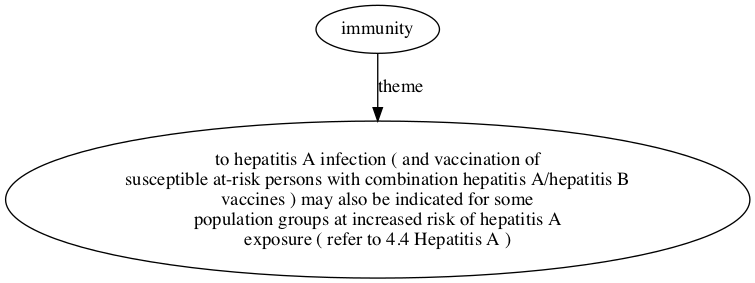 immunity
theme
to hepatitis A infection ( and vaccination of
susceptible at-risk persons with combination hepatitis A/hepatitis B
vaccines ) may also be indicated for some
population groups at increased risk of hepatitis A
exposure ( refer to 4.4 Hepatitis A )